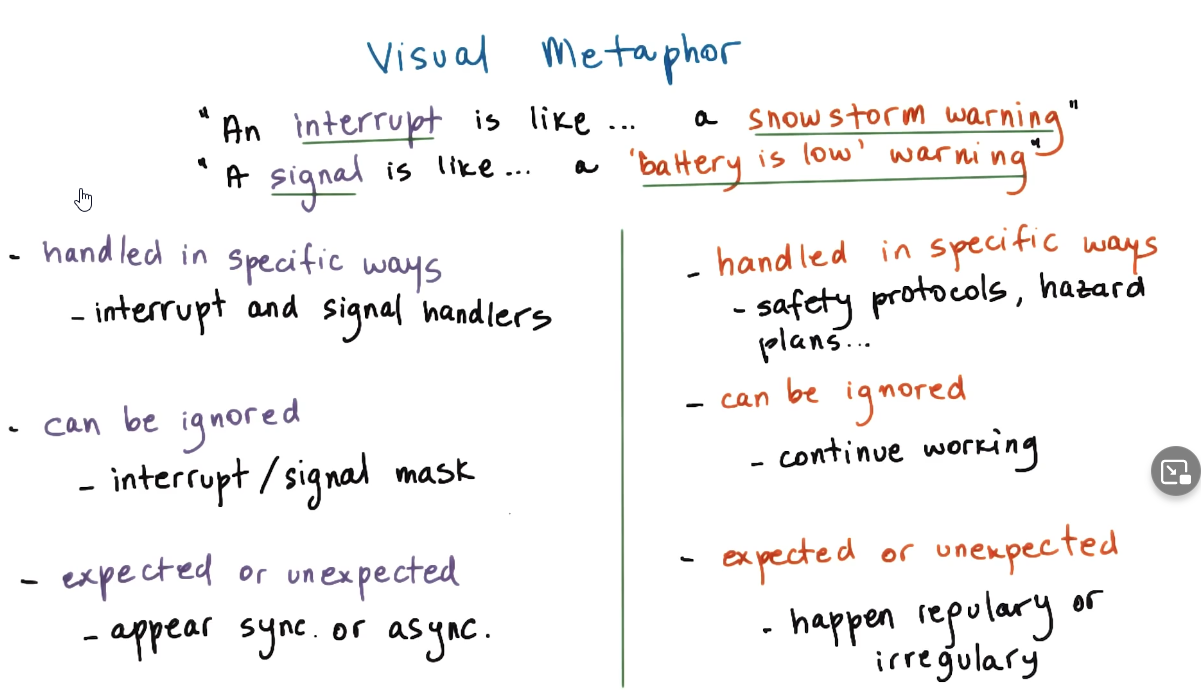 Visual Metaphor
"An interrupt is like... a snowstorm warning"
"A signal is like... a 'battery is low' warning"
- handled in specific ways
- interrupt and signal handlers
- can be ignored
- interrupt/signal mask
- expected or unexpected
- appear sync. or async.
- handled in specific ways
- safety protocols, hazard
plans...
- can be ignored
- continue working
- expected or unexpected
- happen repulary or
irregulary